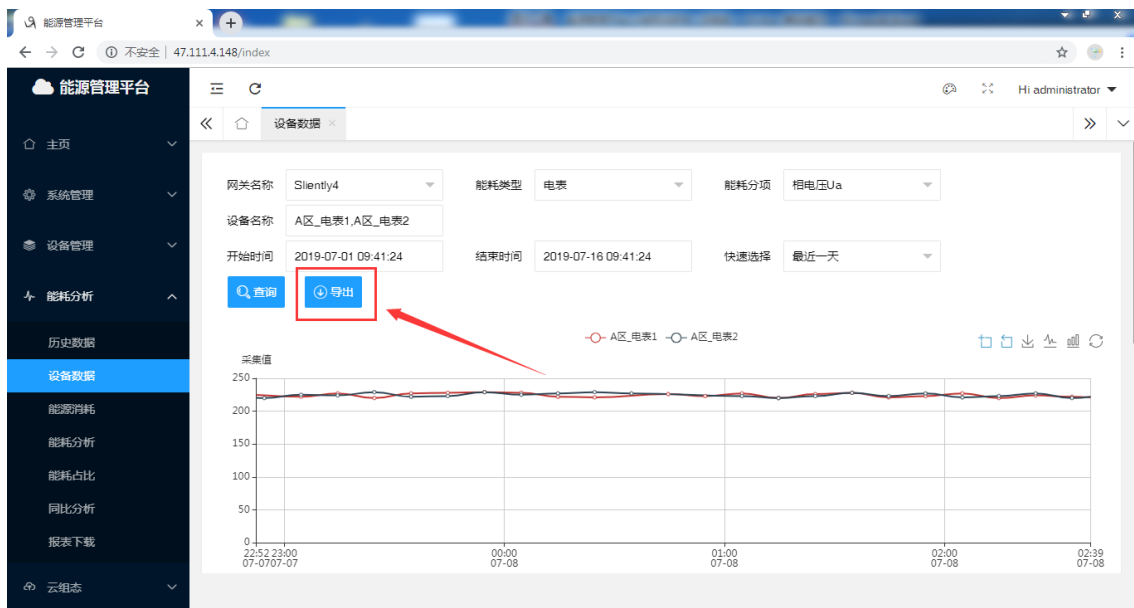 能源管理平台
不安全 | 47.111.4.148/index
能源管理平台
Hi administrator
设备数据
主页
系统管理
设备管理
能耗分析
历史数据
设备数据
能源消耗
能耗分析
能耗占比
同比分析
报表下载
云组态
网关名称 Sliently4 能耗类型 电表 能耗分项 相电压Ua
设备名称 A区_电表1,A区_电表2
开始时间 2019-07-01 09:41:24 结束时间 2019-07-16 09:41:24 快速选择 最近一天
查询 导出
A区_电表1 A区_电表2
采集值
250
200
150
100
50
0
22:52 23:00 00:00 01:00 02:00 02:39
07-0707-07 07-08 07-08 07-08 07-08